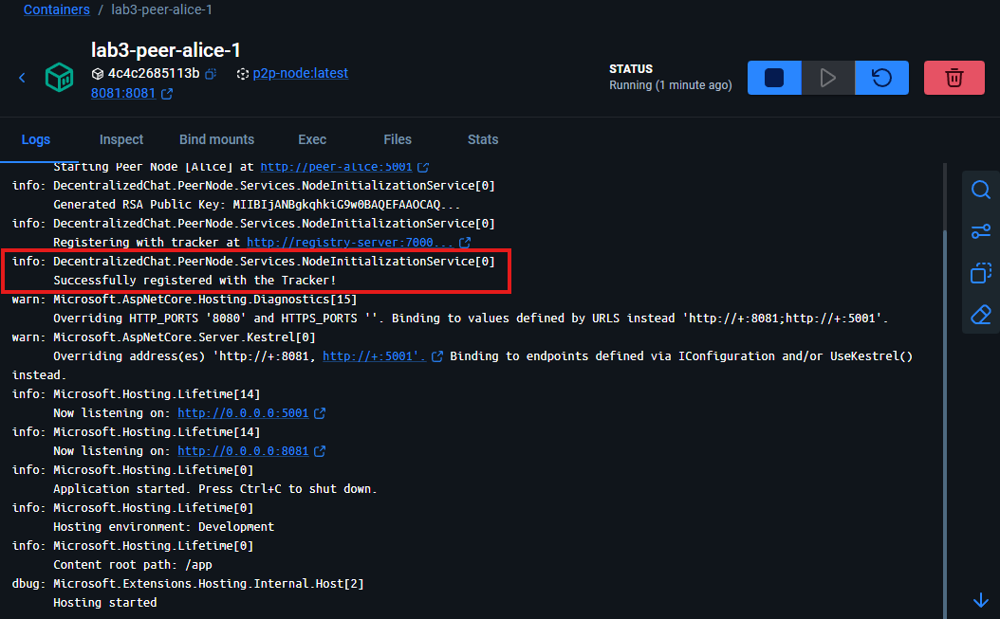 Containers / lab3-peer-alice-1
lab3-peer-alice-1
4c4c2685113b p2p-node:latest
8081:8081
STATUS
Running (1 minute ago)
Logs Inspect Bind mounts Exec Files Stats
Starting Peer Node [Alice] at http://peer-alice:5001
info: DecentralizedChat.PeerNode.Services.NodeInitializationService[0]
Generated RSA Public Key: MIIBIjANBgkqhkiG9w0BAQEFAAOCAQ...
info: DecentralizedChat.PeerNode.Services.NodeInitializationService[0]
Registering with tracker at http://registry-server:7000...
info: DecentralizedChat.PeerNode.Services.NodeInitializationService[0]
Successfully registered with the Tracker!
warn: Microsoft.AspNetCore.Hosting.Diagnostics[15]
Overriding HTTP_PORTS '8080' and HTTPS_PORTS ''. Binding to values defined by URLS instead 'http://+:8081;http://+:5001'.
warn: Microsoft.AspNetCore.Server.Kestrel[0]
Overriding address(es) 'http://+:8081, http://+:5001'. Binding to endpoints defined via IConfiguration and/or UseKestrel()
instead.
info: Microsoft.Hosting.Lifetime[14]
Now listening on: http://0.0.0.0:5001
info: Microsoft.Hosting.Lifetime[14]
Now listening on: http://0.0.0.0:8081
info: Microsoft.Hosting.Lifetime[0]
Application started. Press Ctrl+C to shut down.
info: Microsoft.Hosting.Lifetime[0]
Hosting environment: Development
info: Microsoft.Hosting.Lifetime[0]
Content root path: /app
dbug: Microsoft.Extensions.Hosting.Internal.Host[2]
Hosting started